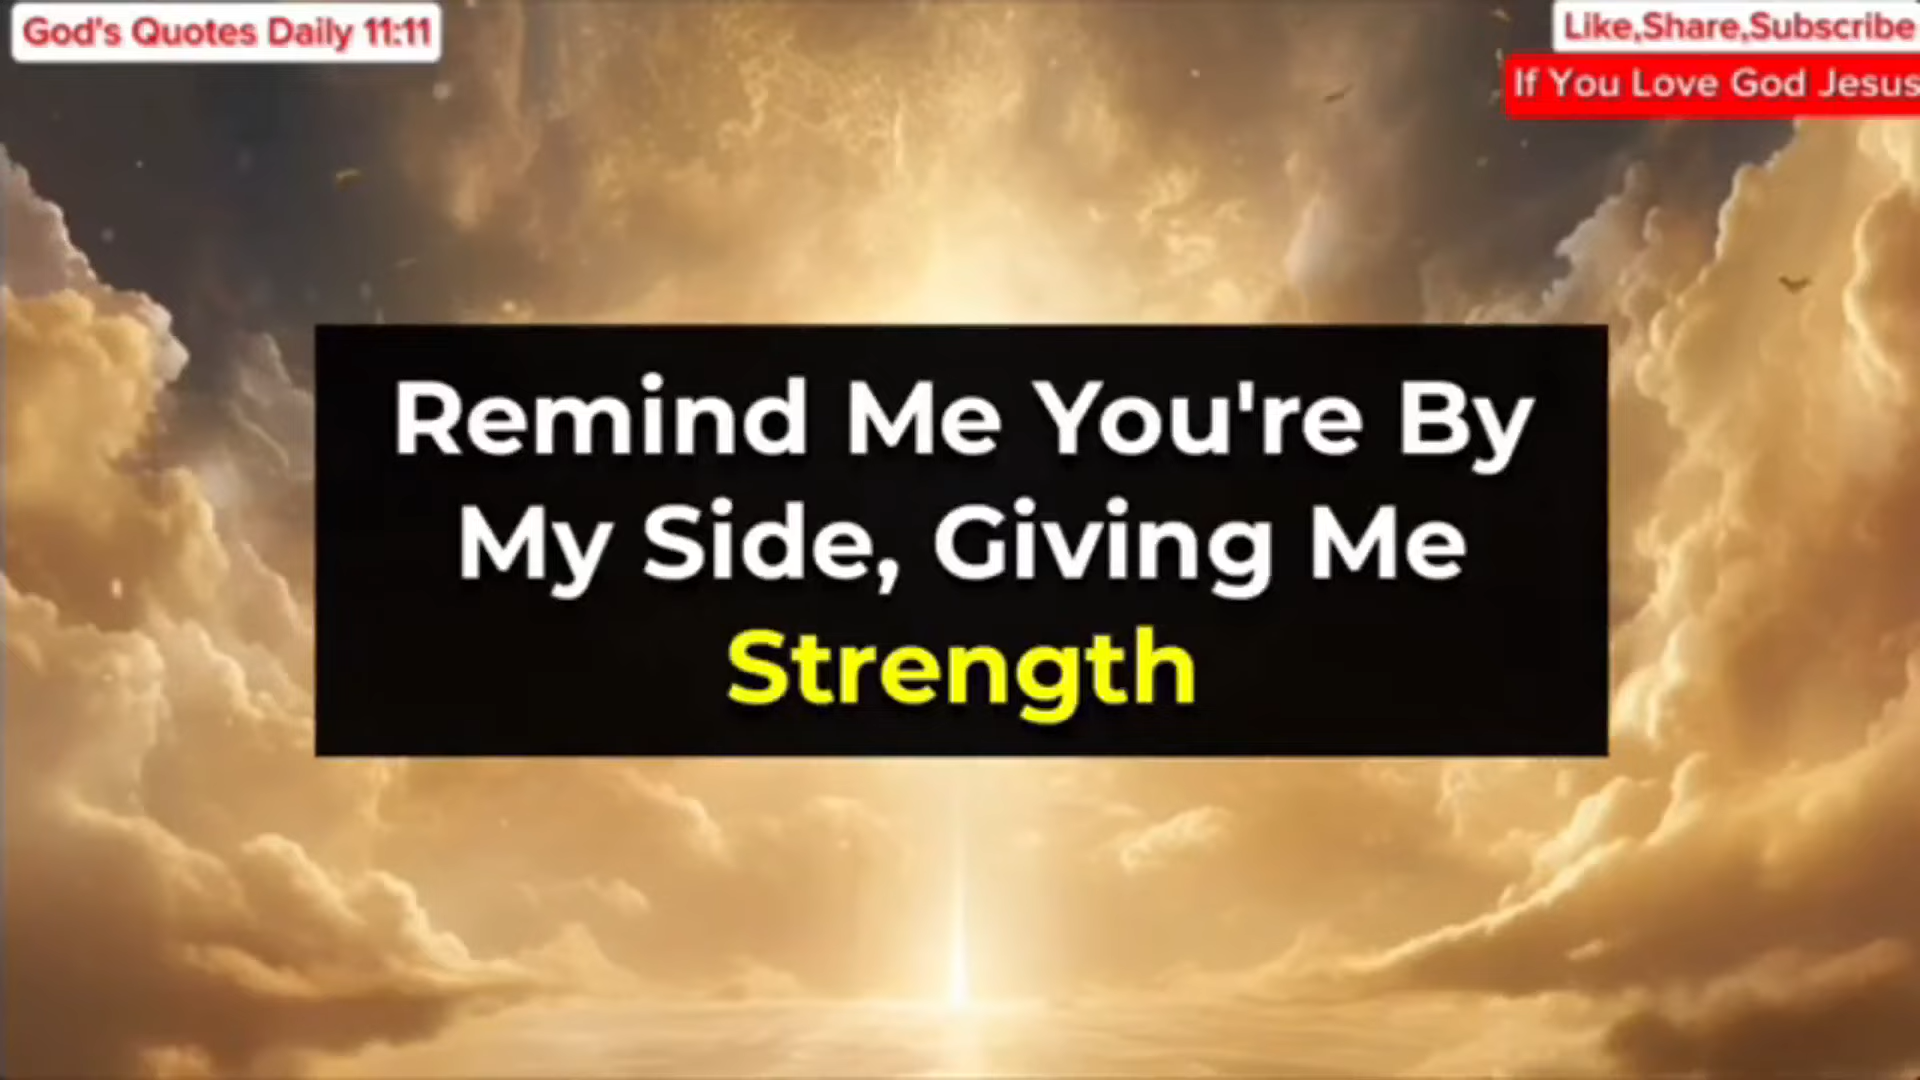 God's Quotes Daily 11:11
Like,Share,Subscribe
If You Love God Jesus
Remind Me You're By
My Side, Giving Me
Strength